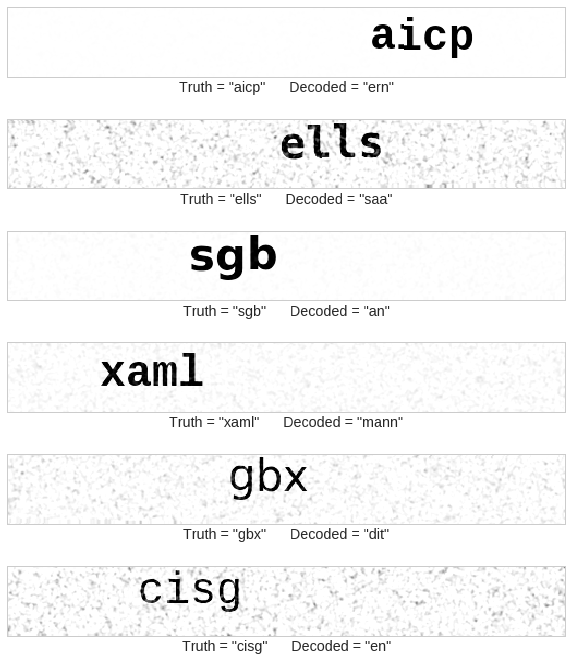 aicp
Truth = "aicp" Decoded = "ern"
ells
Truth = "ells" Decoded = "saa"
sgb
Truth = "sgb" Decoded = "an"
xaml
Truth = "xaml" Decoded = "mann"
gbx
Truth = "gbx" Decoded = "dit"
cisg
Truth = "cisg" Decoded = "en"